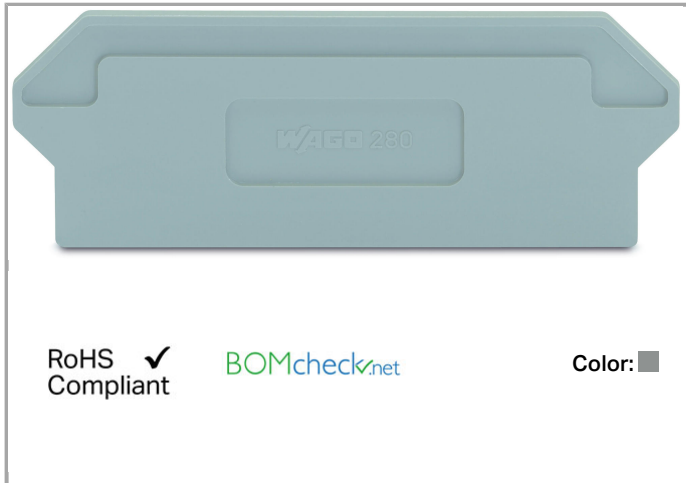 WAGO 280
RoHS ✓
Compliant
BOMcheck.net
Color: